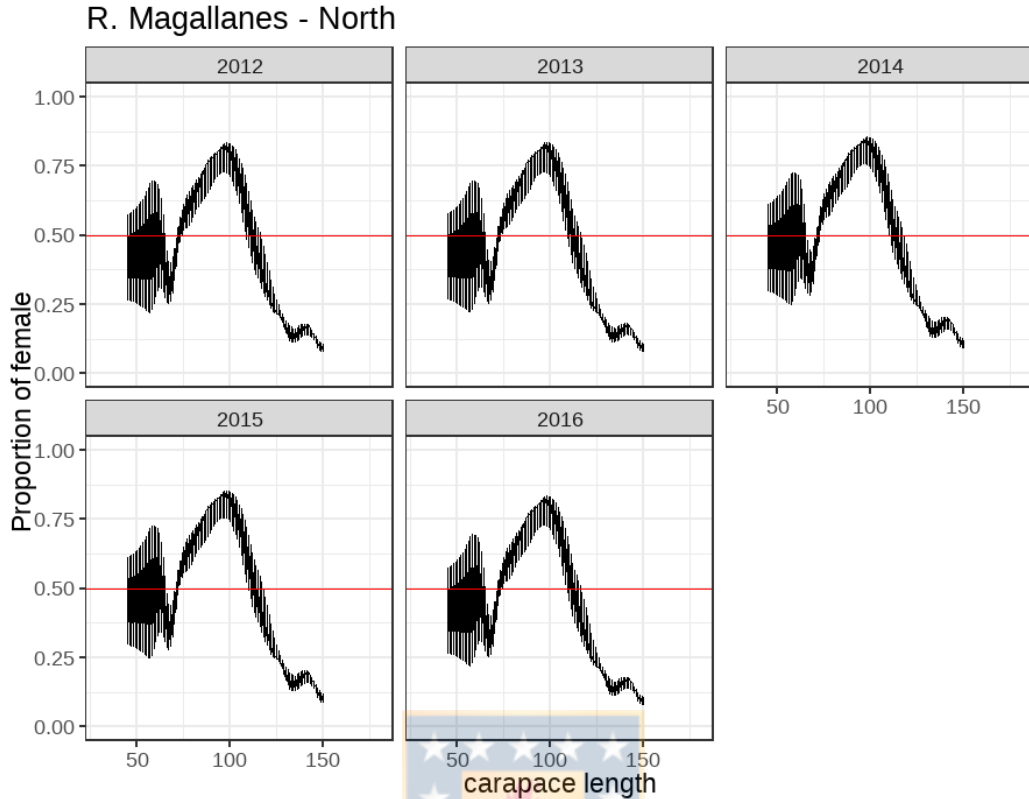 R. Magallanes - North
2012 2013 2014
1.00
0.75
0.50
0.25
0.00
50 100 150
2015 2016
1.00
0.75
0.50
0.25
0.00
50 100 150 50 100 150
Proportion of female
carapace length